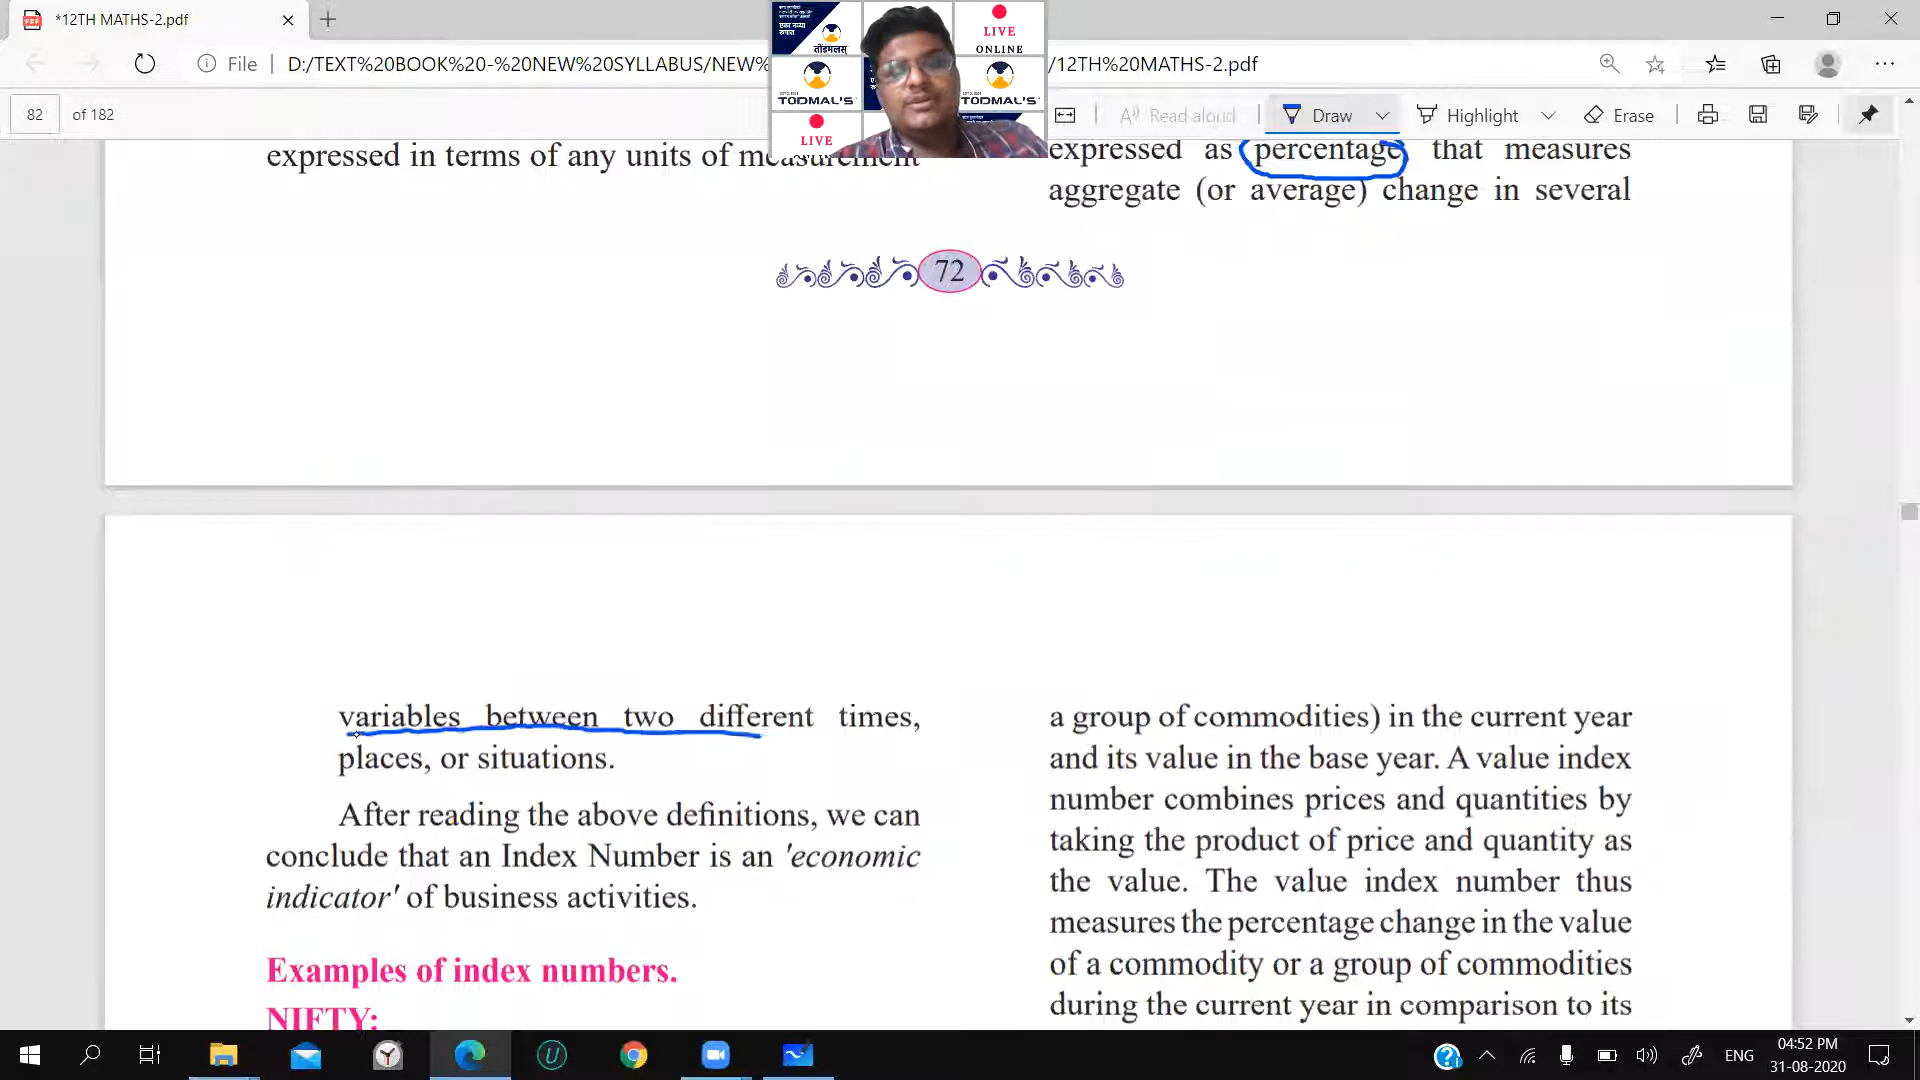 *12TH MATHS-2.pdf
File
D:/TEXT%20BOOK%20-%20NEW%20SYLLABUS/NEW%
/12TH%20MATHS-2.pdf
82
of 182
Read aloud
Draw
Highlight
Erase
एका नव्या
रुपात
तोडमलस्
LIVE
ONLINE
TODMAL'S
TODMAL'S
LIVE
expressed in terms of any units of measurement
expressed as percentage that measures
aggregate (or average) change in several
72
variables between two different times,
places, or situations.
After reading the above definitions, we can
conclude that an Index Number is an 'economic
indicator' of business activities.
Examples of index numbers.
NIFTY:
a group of commodities) in the current year
and its value in the base year. A value index
number combines prices and quantities by
taking the product of price and quantity as
the value. The value index number thus
measures the percentage change in the value
of a commodity or a group of commodities
during the current year in comparison to its
ENG
04:52 PM
31-08-2020